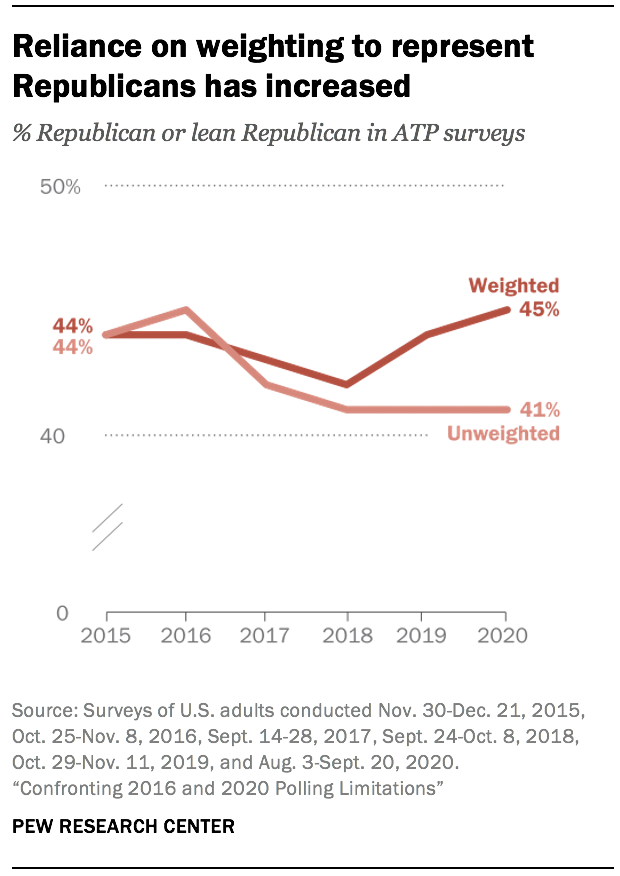 Reliance on weighting to represent
Republicans has increased
% Republican or lean Republican in ATP surveys
50%
Weighted
45%
44%
44%
41%
Unweighted
40
0
2015 2016 2017 2018 2019 2020
Source: Surveys of U.S. adults conducted Nov. 30-Dec. 21, 2015,
Oct. 25-Nov. 8, 2016, Sept. 14-28, 2017, Sept. 24-Oct. 8, 2018,
Oct. 29-Nov. 11, 2019, and Aug. 3-Sept. 20, 2020.
“Confronting 2016 and 2020 Polling Limitations”
PEW RESEARCH CENTER